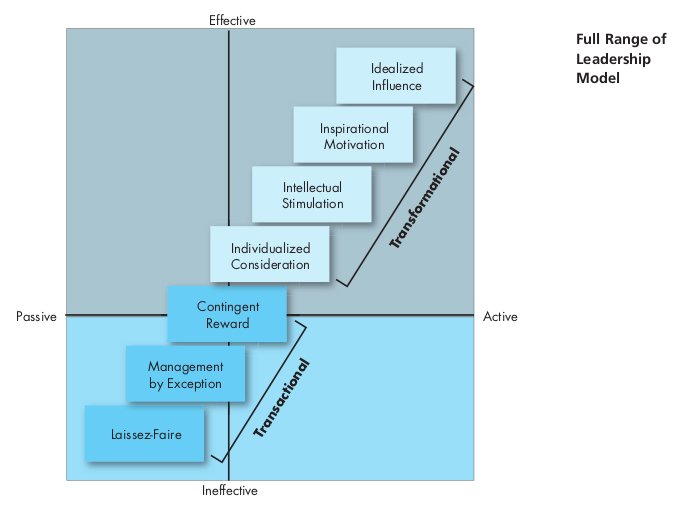 Effective
Full Range of
Leadership
Model
Idealized
Influence
Inspirational
Motivation
Intellectual
Stimulation
Transformational
Individualized
Consideration
Contingent
Reward
Passive
Active
Management
by Exception
Transactional
Laissez-Faire
Ineffective